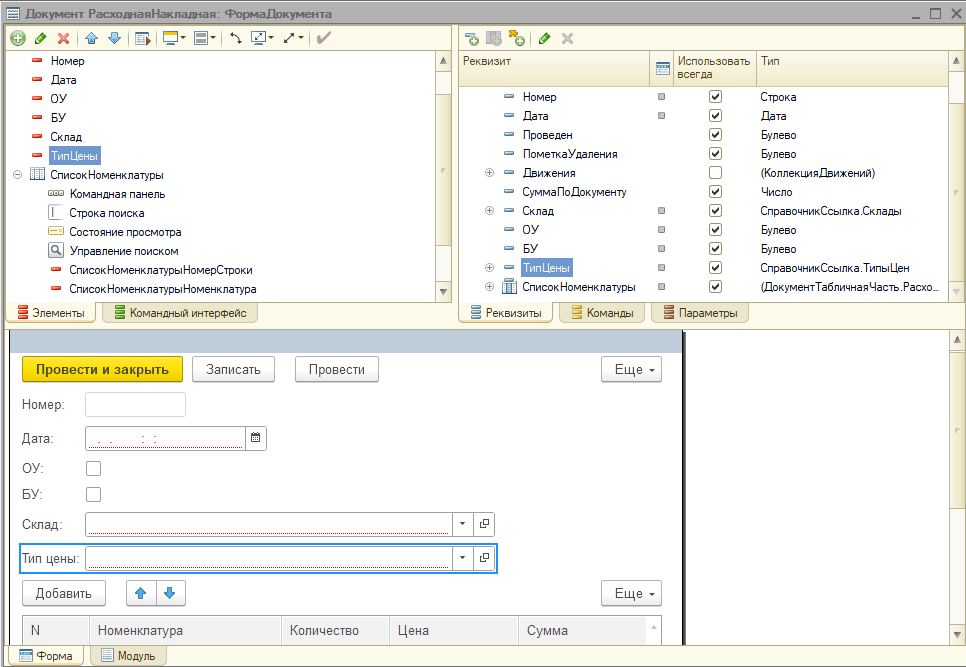 Документ РасходнаяНакладная: ФормаДокумента
Номер
Дата
ОУ
БУ
Склад
ТипЦены
СписокНоменклатуры
Командная панель
Строка поиска
Состояние просмотра
Управление поиском
СписокНоменклатурыНомерСтроки
СписокНоменклатурыНоменклатура
Элементы Командный интерфейс
Реквизит Использовать всегда Тип
Номер Строка
Дата Дата
Проведен Булево
ПометкаУдаления Булево
Движения (КоллекцияДвижений)
СуммаПоДокументу Число
Склад СправочникСсылка.Склады
ОУ Булево
БУ Булево
ТипЦены СправочникСсылка.ТипыЦен
СписокНоменклатуры (ДокументТабличнаяЧасть.Расхо...
Реквизиты Команды Параметры
Провести и закрыть Записать Провести Еще
Номер:
Дата: . . : :
ОУ:
БУ:
Склад:
Тип цены:
Добавить Еще
N Номенклатура Количество Цена Сумма
Форма Модуль